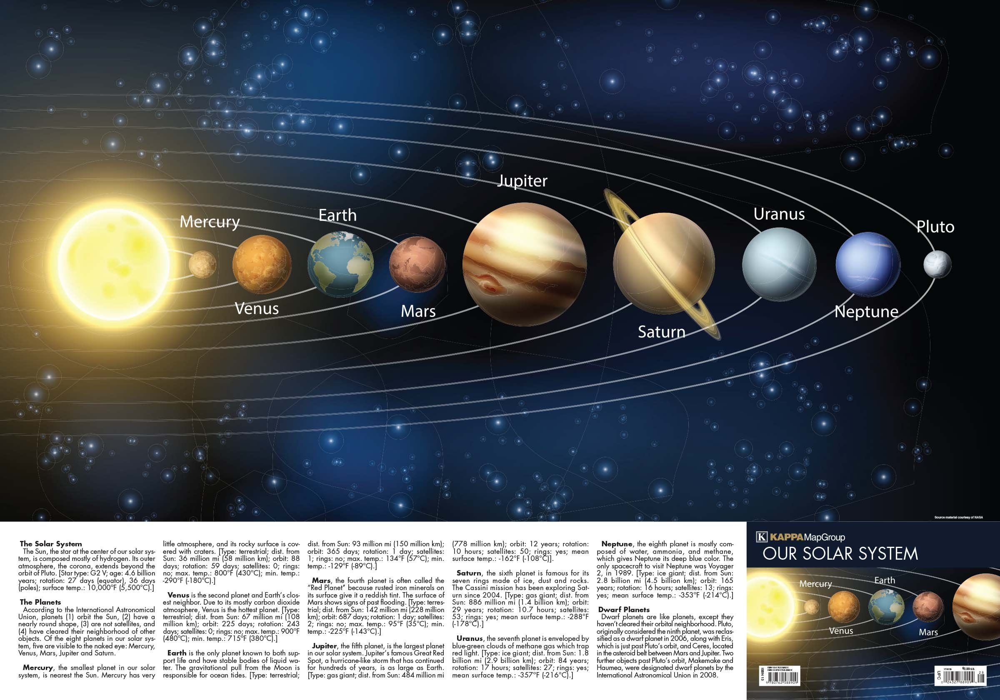 Jupiter
Earth
Uranus
Mercury
Pluto
Venus
Mars
Neptune
Saturn
Source material courtesy of NASA
The Solar System
The Sun, the star at the center of our solar sys-
tem, is composed mostly of hydrogen. Its outer
atmosphere, the corona, extends beyond the
orbit of Pluto. [Star type: G2 V; age: 4.6 billion
years; rotation: 27 days (equator), 36 days
(poles); surface temp.: 10,000°F (5,500°C).]
The Planets
According to the International Astronomical
Union, planets (1) orbit the Sun, (2) have a
nearly round shape, (3) are not satellites, and
(4) have cleared their neighborhood of other
objects. Of the eight planets in our solar sys-
tem, five are visible to the naked eye: Mercury,
Venus, Mars, Jupiter and Saturn.
Mercury, the smallest planet in our solar
system, is nearest the Sun. Mercury has very
little atmosphere, and its rocky surface is cov-
ered with craters. [Type: terrestrial; dist. from
Sun: 36 million mi (58 million km); orbit: 88
days; rotation: 59 days; satellites: 0; rings:
no; max. temp.: 800°F (430°C); min. temp.:
-290°F (-180°C).]
Venus is the second planet and Earth's clos-
est neighbor. Due to its mostly carbon dioxide
atmosphere, Venus is the hottest planet. [Type:
terrestrial; dist. from Sun: 67 million mi (108
million km); orbit: 225 days; rotation: 243
days; satellites: 0; rings: no; max. temp.: 900°F
(480°C); min. temp.: 715°F (380°C).]
Earth is the only planet known to both sup-
port life and have stable bodies of liquid wa-
ter. The gravitational pull from the Moon is
responsible for ocean tides. [Type: terrestrial;
dist. from Sun: 93 million mi (150 million km);
orbit: 365 days; rotation: 1 day; satellites:
1; rings: no; max. temp.: 134°F (57°C); min.
temp.: -129°F (-89°C).]
Mars, the fourth planet is often called the
"Red Planet" because rusted iron minerals on
its surface give it a reddish tint. The surface of
Mars shows signs of past flooding. [Type: terres-
trial; dist. from Sun: 142 million mi (228 million
km); orbit: 687 days; rotation: 1 day; satellites:
2; rings: no; max. temp.: 95°F (35°C); min.
temp.: -225°F (-143°C).]
Jupiter, the fifth planet, is the largest planet
in our solar system. Jupiter's famous Great Red
Spot, a hurricane-like storm that has continued
for hundreds of years, is as large as Earth.
[Type: gas giant; dist. from Sun: 484 million mi
(778 million km); orbit: 12 years; rotation:
10 hours; satellites: 50; rings: yes; mean
surface temp.: -162°F (-108°C)].
Saturn, the sixth planet is famous for its
seven rings made of ice, dust and rocks.
The Cassini mission has been exploring Sat-
urn since 2004. [Type: gas giant; dist. from
Sun: 886 million mi (1.4 billion km); orbit:
29 years; rotation: 10.7 hours; satellites:
53; rings: yes; mean surface temp.: -288°F
(-178°C).]
Uranus, the seventh planet is enveloped by
blue-green clouds of methane gas which trap
red light. [Type: ice giant; dist. from Sun: 1.8
billion mi (2.9 billion km); orbit: 84 years;
rotation: 17 hours; satellites: 27; rings: yes;
mean surface temp.: -357°F (-216°C).]
Neptune, the eighth planet is mostly com-
posed of water, ammonia, and methane,
which gives Neptune its deep blue color. The
only spacecraft to visit Neptune was Voyager
2, in 1989. [Type: ice giant; dist. from Sun:
2.8 billion mi (4.5 billion km); orbit: 165
years; rotation: 16 hours; satellites: 13; rings:
yes; mean surface temp.: -353°F (-214°C).]
Dwarf Planets
Dwarf planets are like planets, except they
haven't cleared their orbital neighborhood. Pluto,
originally considered the ninth planet, was reclas-
sified as a dwarf planet in 2006, along with Eris,
which is just past Pluto's orbit, and Ceres, located
in the asteroid belt between Mars and Jupiter. Two
further objects past Pluto's orbit, Makemake and
Haumea, were designated dwarf planets by the
International Astronomical Union in 2008.
K KAPPA MapGroup
OUR SOLAR SYSTEM
Mercury
Earth
Venus
Mars
ISBN 13
9 780762 588909
$3.99 U.S.
UPC
28
0 24327 88909 4